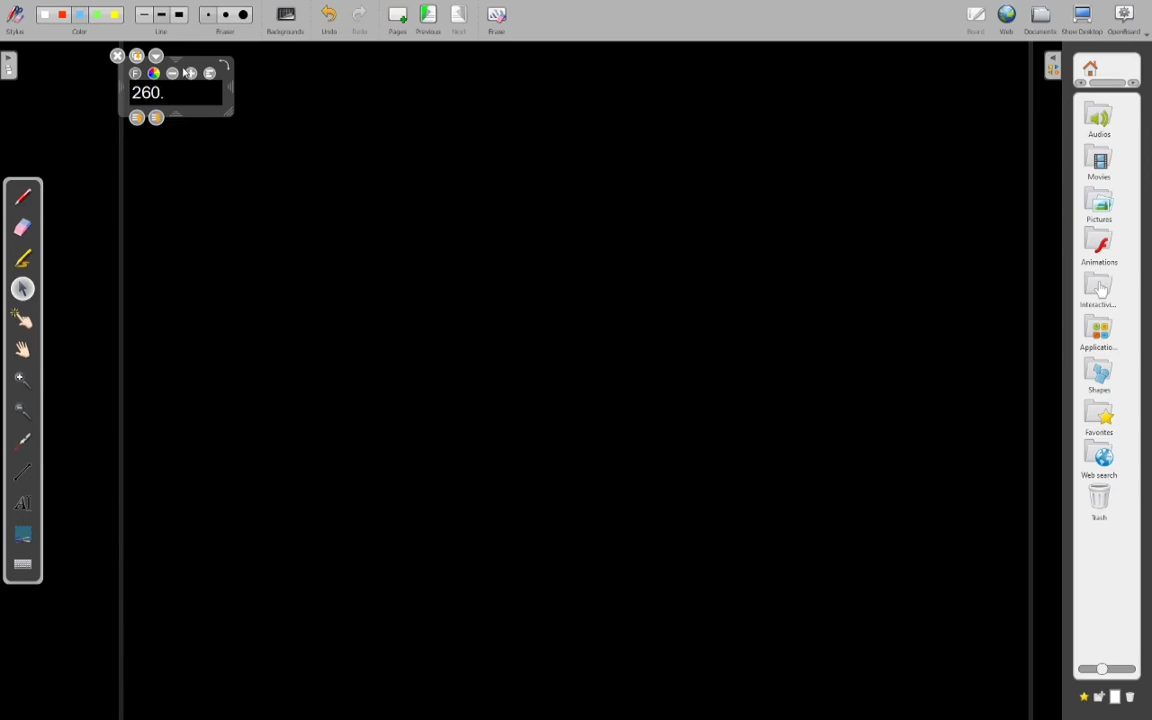 Stylus Color Line Eraser Backgrounds Undo Redo Pages Previous Next Erase Board Web Documents Show Desktop OpenBoard
F
260.
Audios
Movies
Pictures
Animations
Interactivi...
Applicatio...
Shapes
Favorites
Web search
Trash
AI